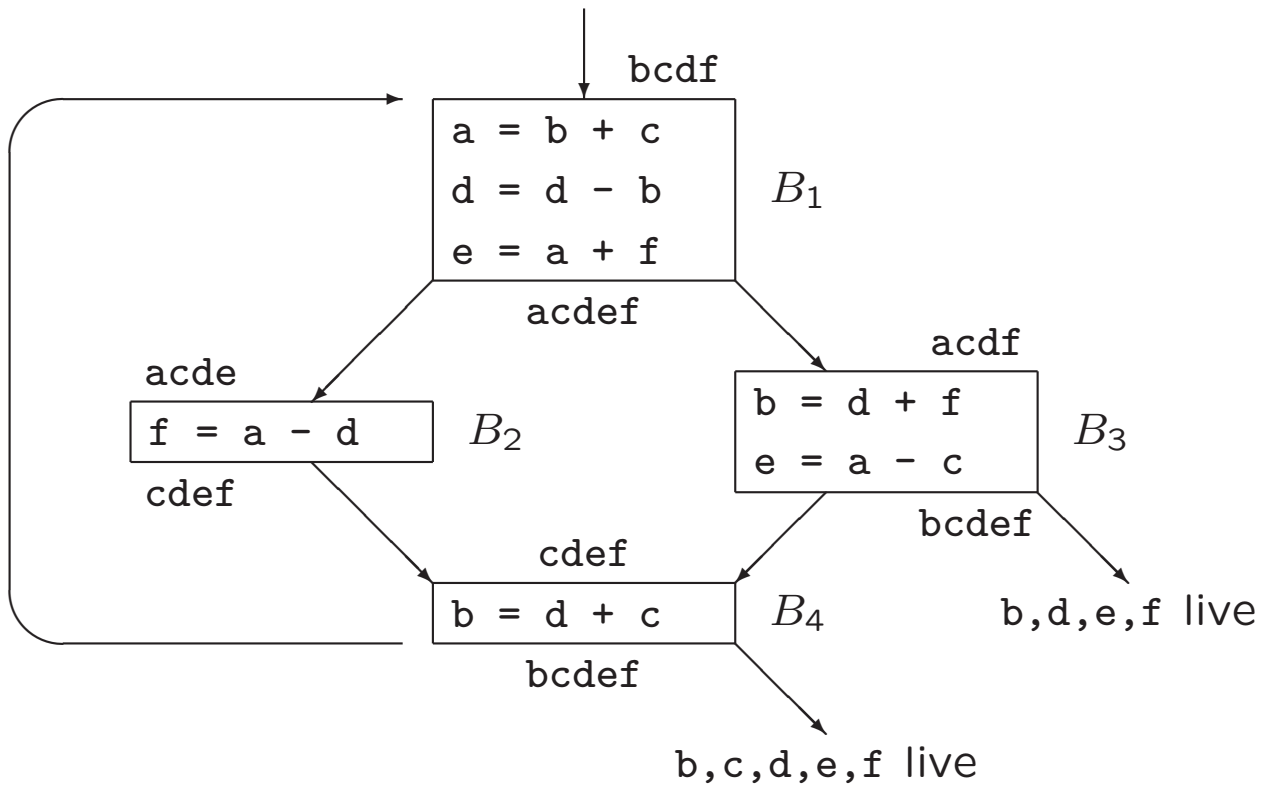 bcdf
a = b + c
d = d - b
e = a + f
B1
acdef
acde
f = a - d
B2
cdef
acdf
b = d + f
e = a - c
B3
bcdef
b,d,e,f live
cdef
b = d + c
B4
bcdef
b,c,d,e,f live